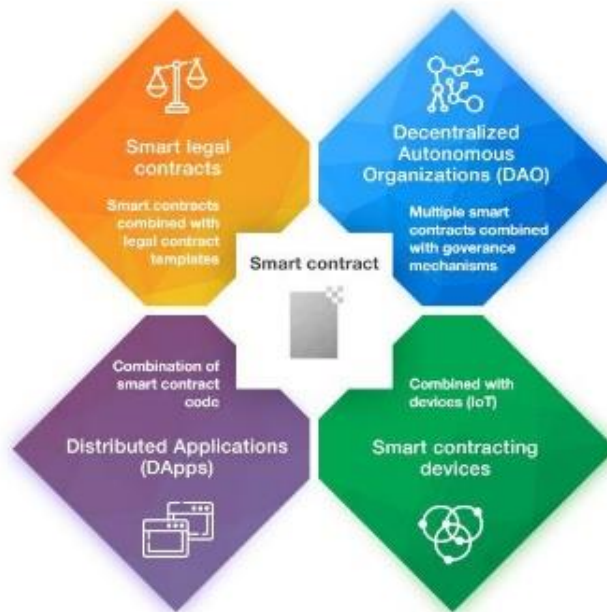 Smart legal
contracts
Smart contracts
combined with
legal contract
templates
Decentralized
Autonomous
Organizations (DAO)
Multiple smart
contracts combined
with goverance
mechanisms
Smart contract
Combination of
smart contract
code
Distributed Applications
(DApps)
Combined with
devices (IoT)
Smart contracting
devices